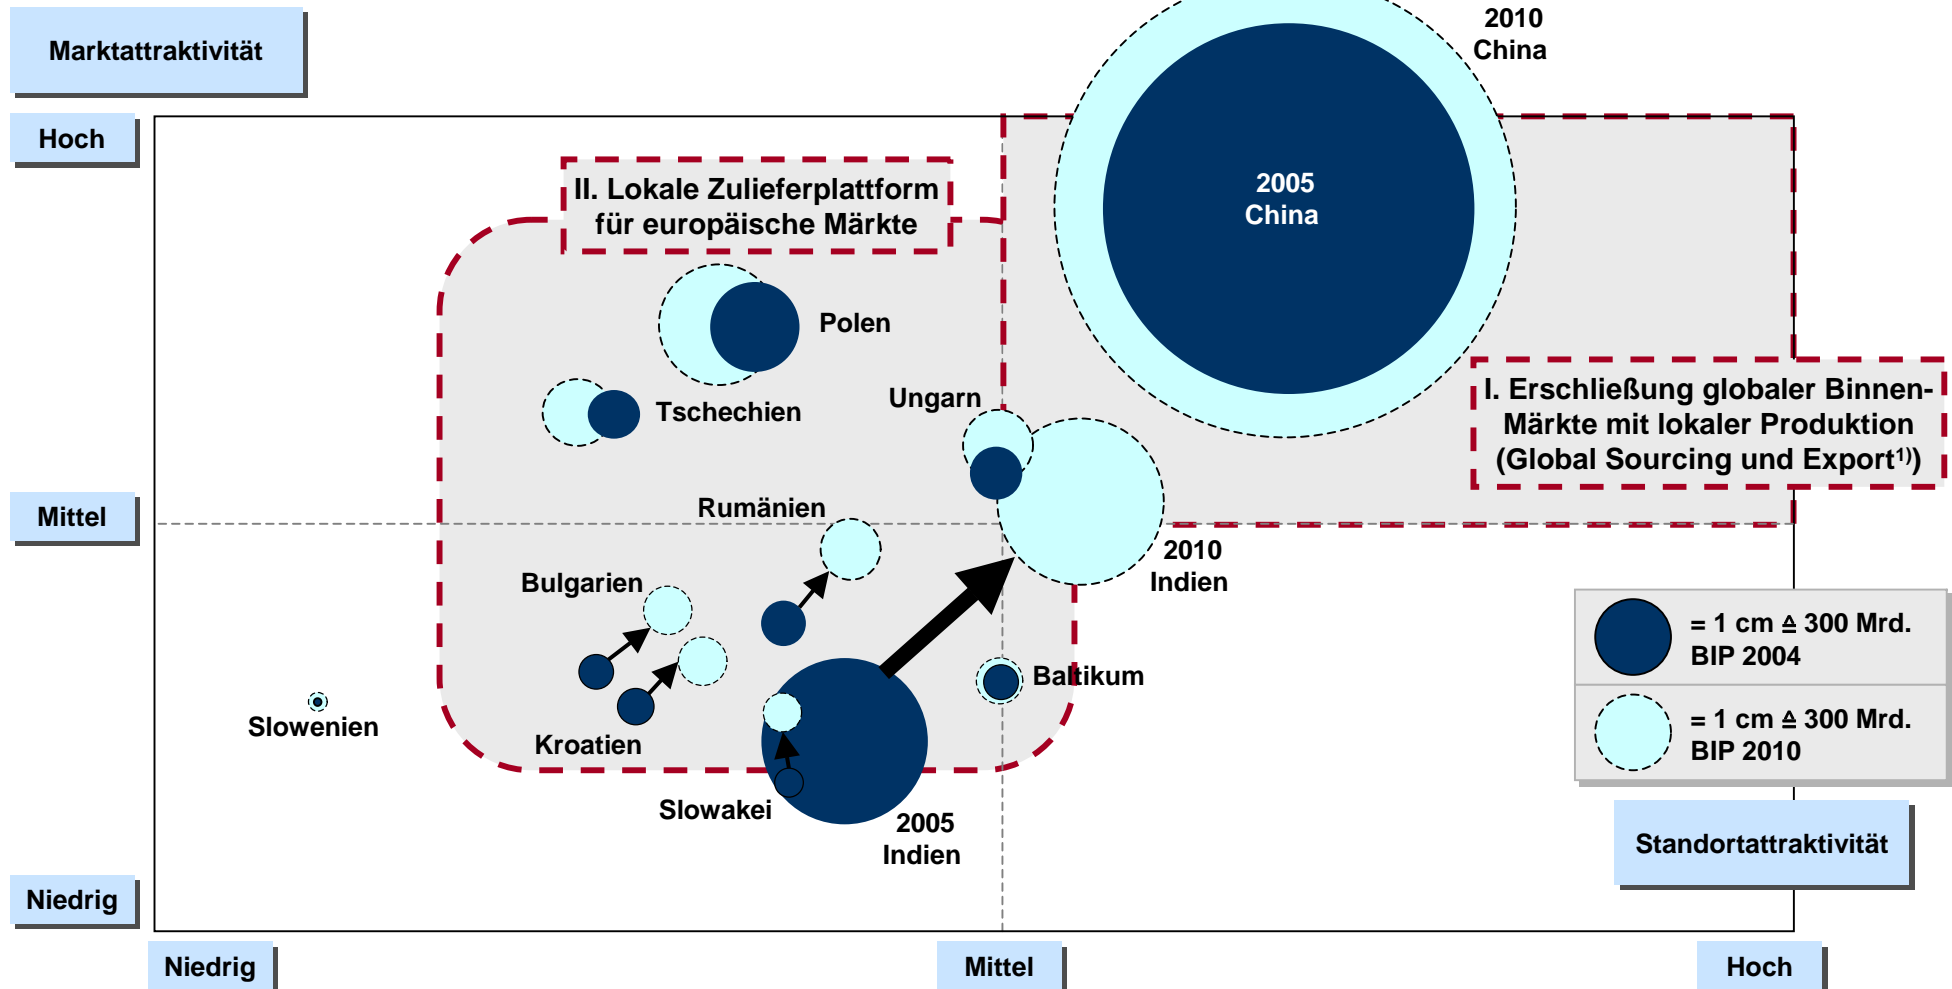 Marktattraktivität
2010
China
Hoch
II. Lokale Zulieferplattform
für europäische Märkte
2005
China
Polen
Tschechien
Ungarn
I. Erschließung globaler Binnen-
Märkte mit lokaler Produktion
(Global Sourcing und Export¹⁾)
Mittel
Rumänien
2010
Indien
Bulgarien
= 1 cm ≙ 300 Mrd.
BIP 2004
Baltikum
Slowenien
Kroatien
= 1 cm ≙ 300 Mrd.
BIP 2010
Slowakei
2005
Indien
Standortattraktivität
Niedrig
Niedrig
Mittel
Hoch